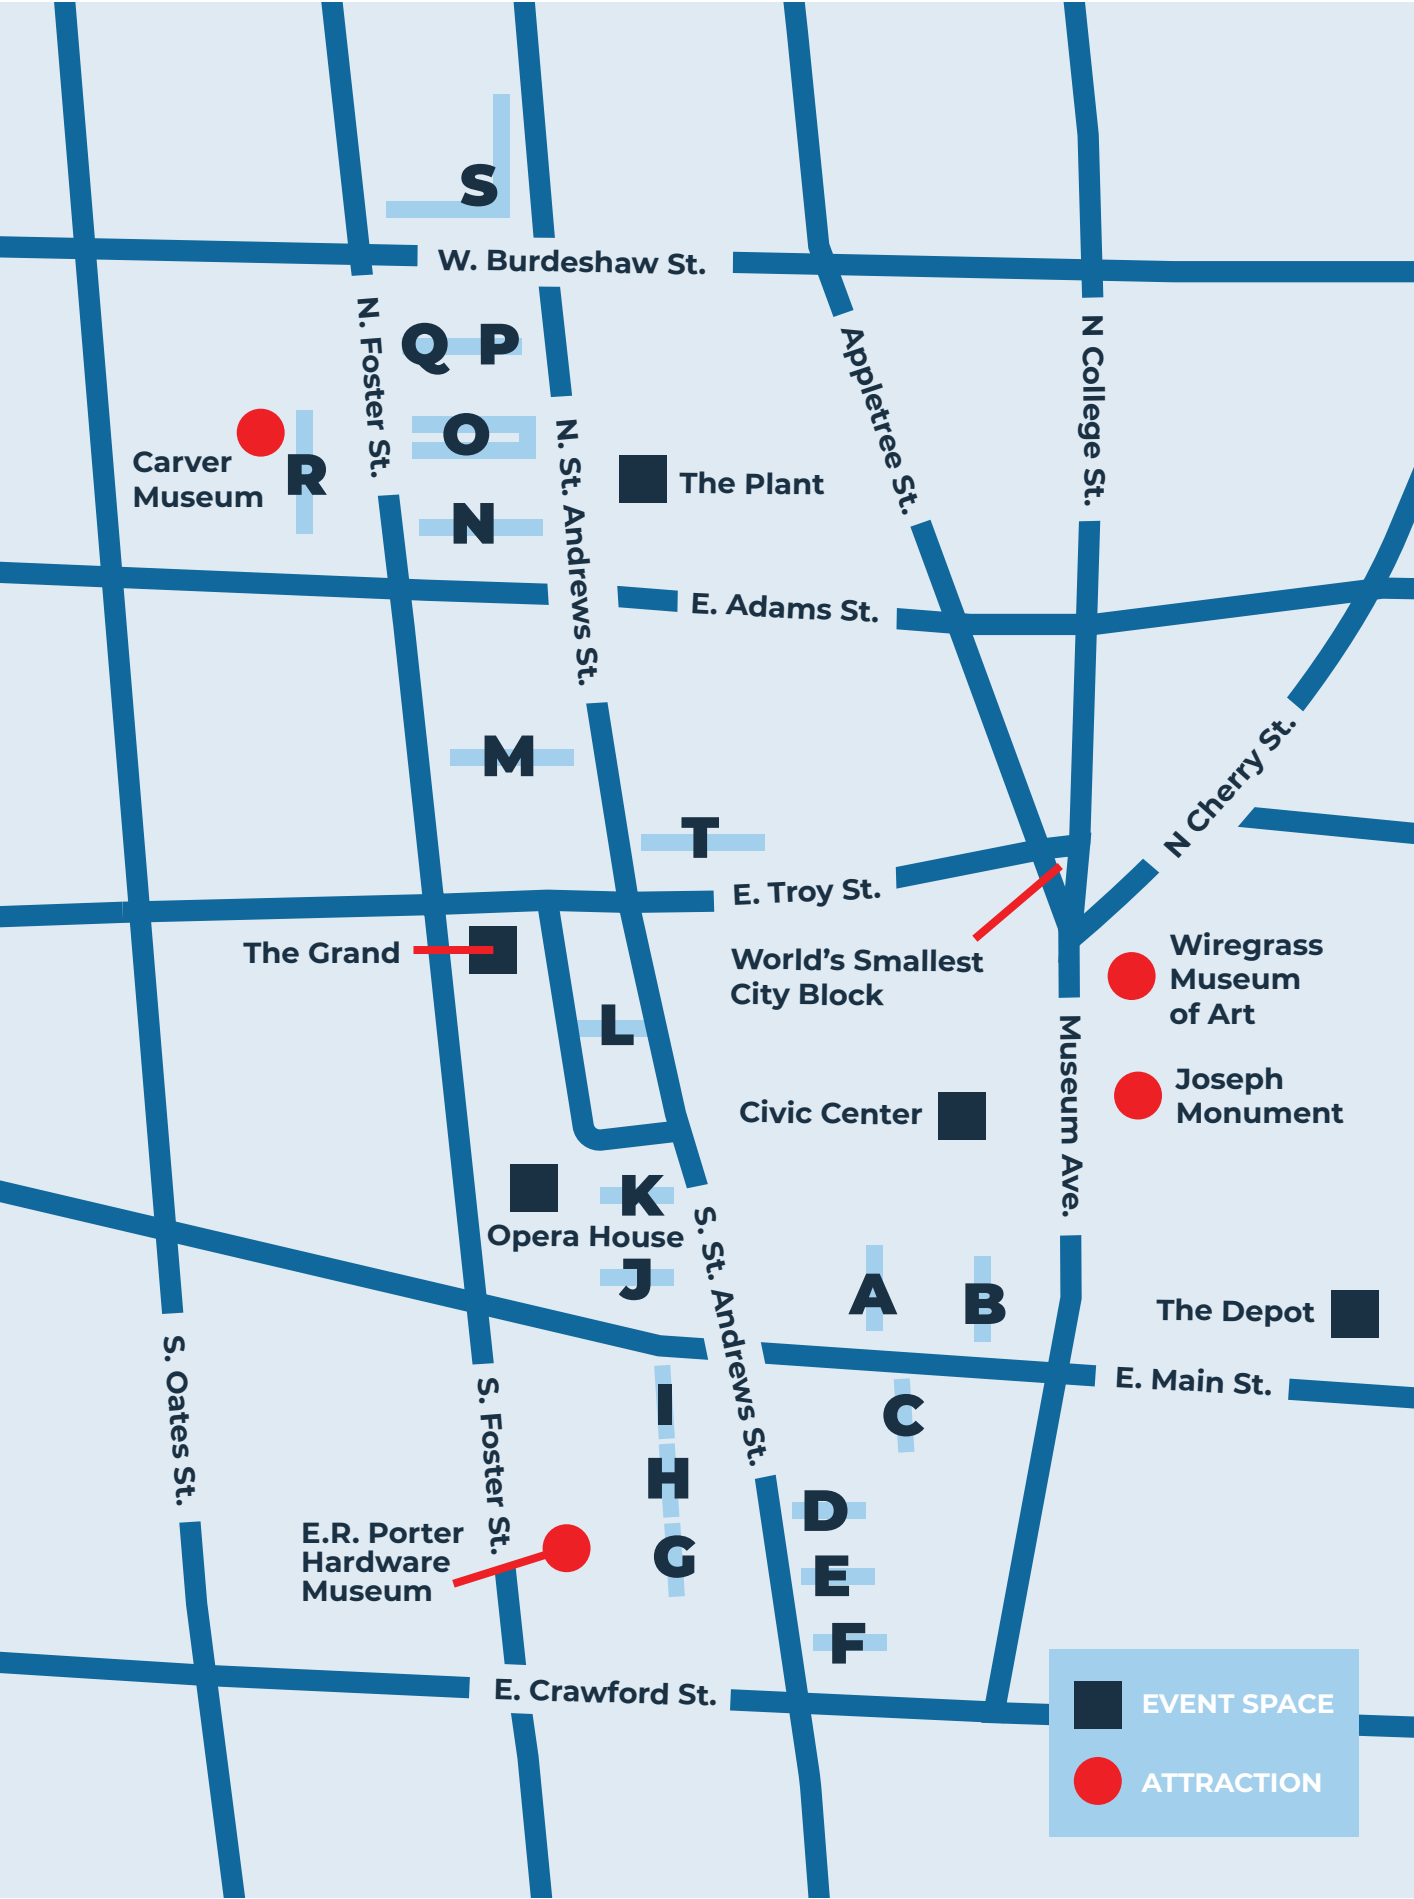 S
W. Burdeshaw St.
N. Foster St.
Q
P
Appletree St.
N College St.
Carver
Museum
R
O
N. St. Andrews St.
The Plant
N
E. Adams St.
M
N Cherry St.
T
E. Troy St.
The Grand
World’s Smallest
City Block
Wiregrass
Museum
of Art
L
Museum Ave.
Joseph
Monument
Civic Center
K
Opera House
J
S. St. Andrews St.
A
B
The Depot
E. Main St.
S. Oates St.
S. Foster St.
I
C
H
D
E.R. Porter
Hardware
Museum
G
E
F
E. Crawford St.
EVENT SPACE
ATTRACTION